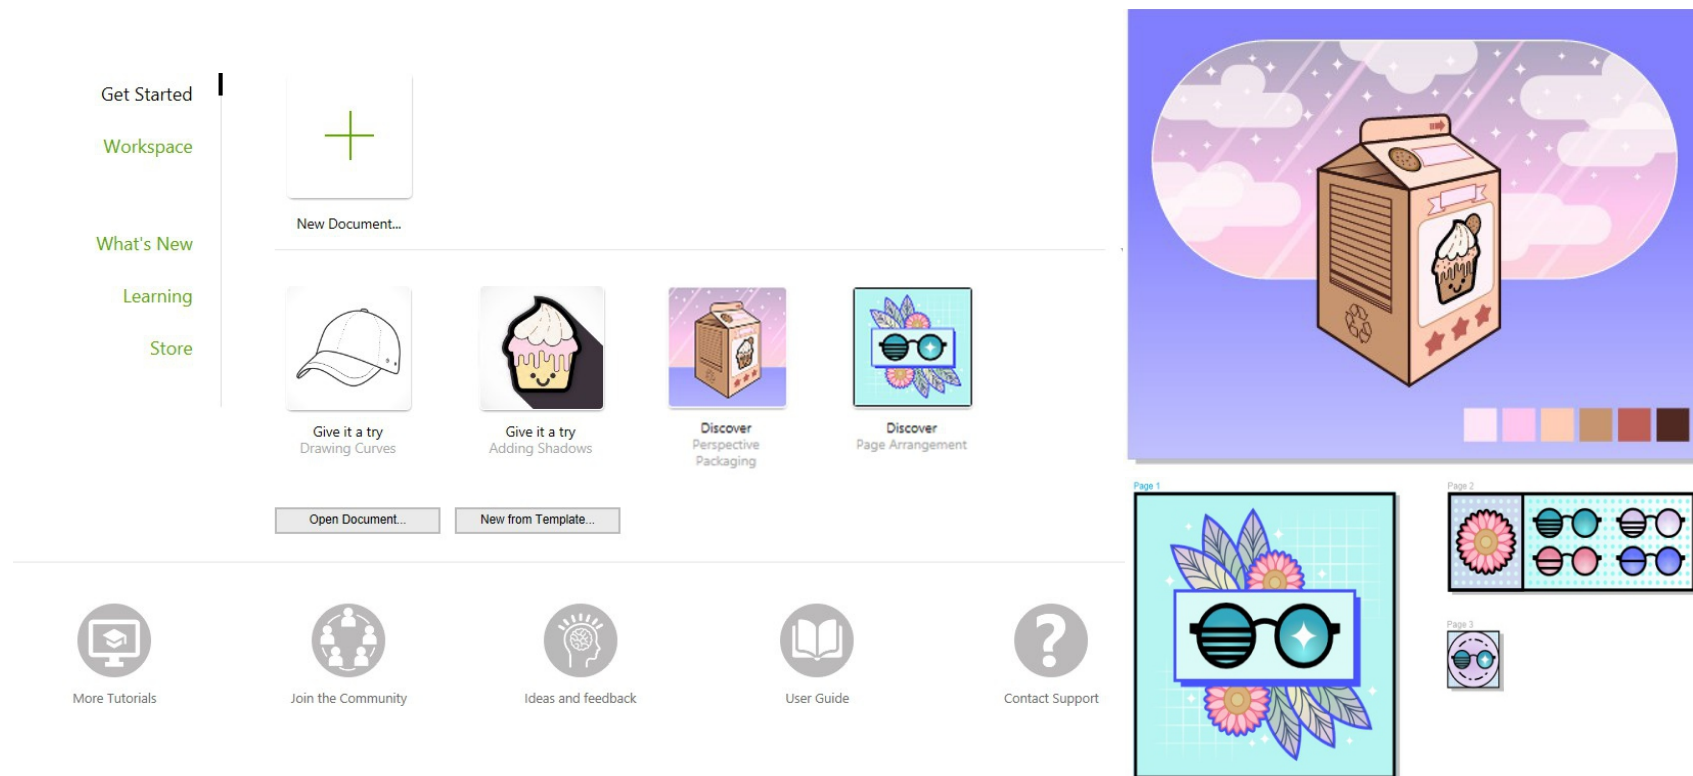 Get Started
Workspace
What's New
Learning
Store
New Document...
Give it a try
Drawing Curves
Give it a try
Adding Shadows
Discover
Perspective
Packaging
Discover
Page Arrangement
Open Document...
New from Template...
More Tutorials
Join the Community
Ideas and feedback
User Guide
Contact Support
Page 1
Page 2
Page 3